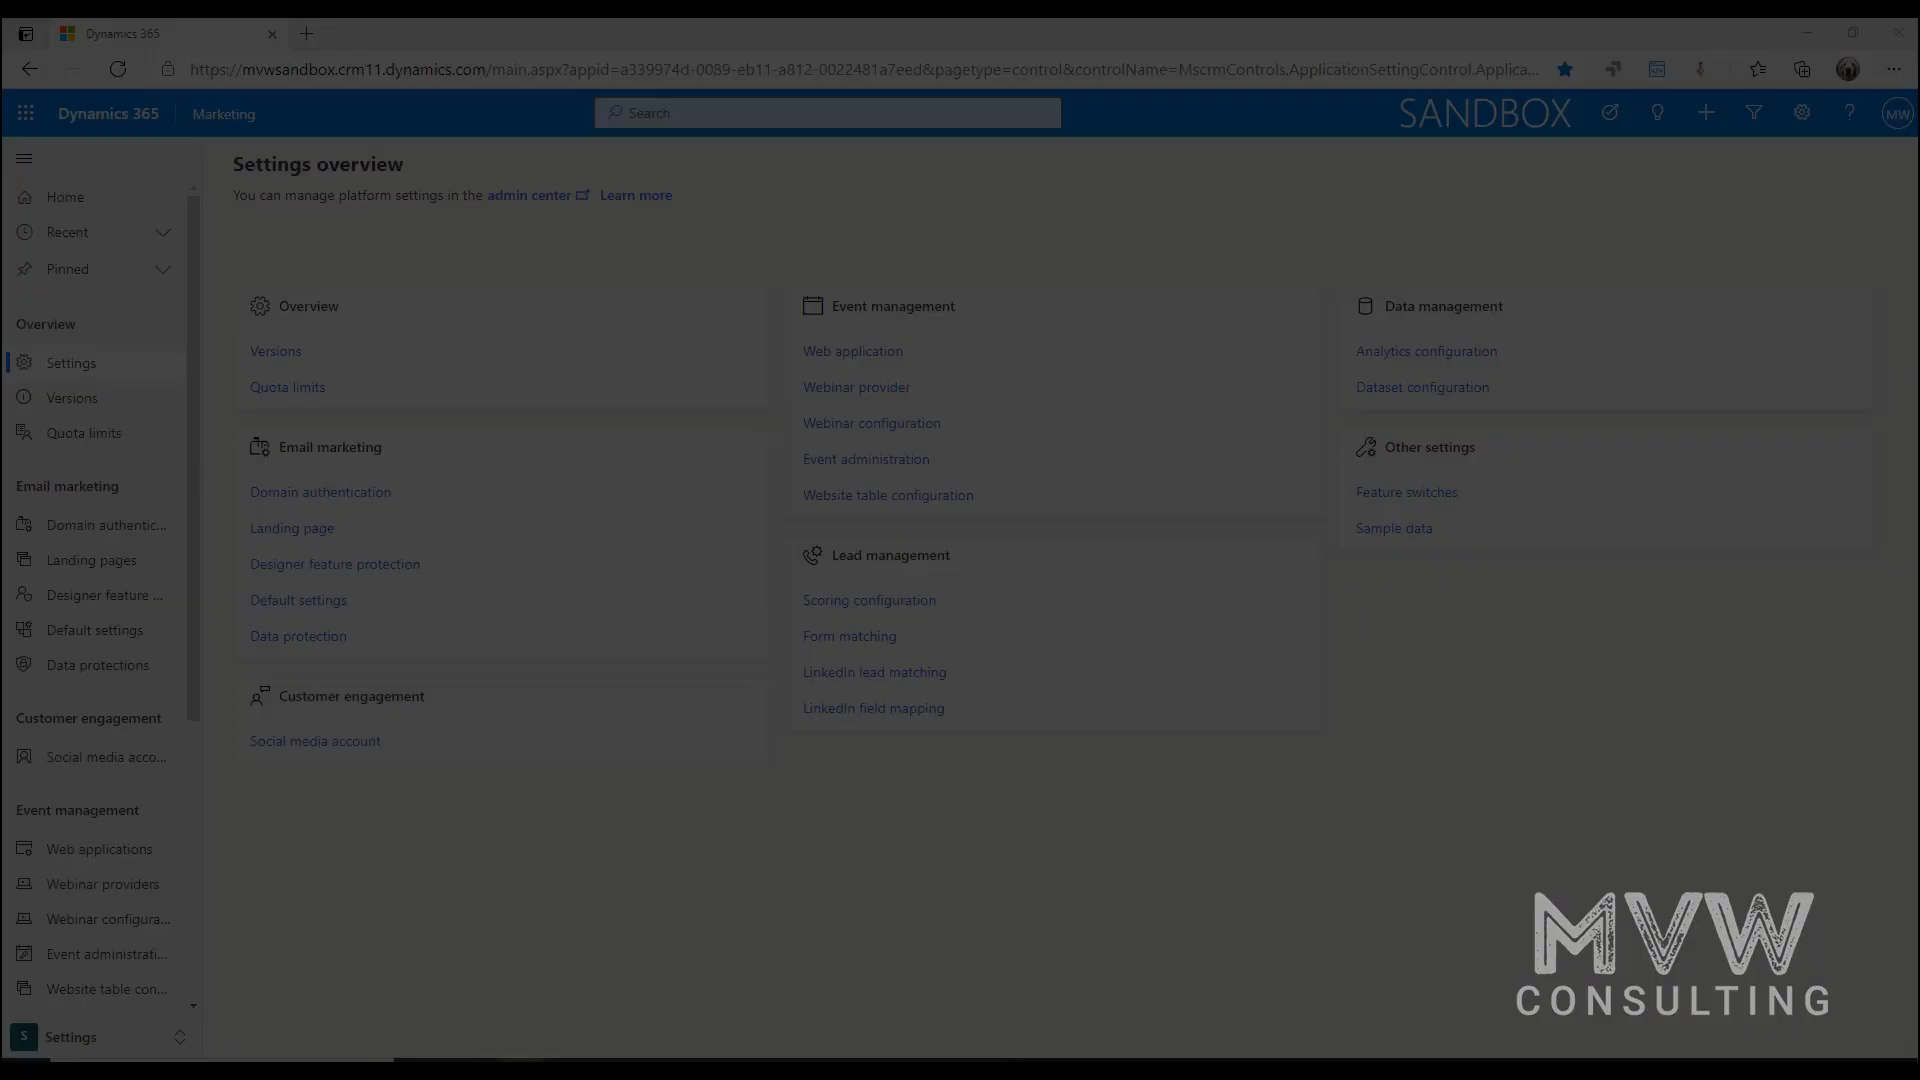 Dynamics 365
https://mvwsandbox.crm11.dynamics.com/main.aspx?appid=a339974d-0089-eb11-a812-0022481a7eed&pagetype=control&controlName=MscrmControls.ApplicationSettingControl.Applica...
Dynamics 365
Marketing
Search
SANDBOX
MW
Home
Recent
Pinned
Overview
Settings
Versions
Quota limits
Email marketing
Domain authentic...
Landing pages
Designer feature ...
Default settings
Data protections
Customer engagement
Social media acco...
Event management
Web applications
Webinar providers
Webinar configura...
Event administrati...
Website table con...
S
Settings
Settings overview
You can manage platform settings in the admin center Learn more
Overview
Versions
Quota limits
Email marketing
Domain authentication
Landing page
Designer feature protection
Default settings
Data protection
Customer engagement
Social media account
Event management
Web application
Webinar provider
Webinar configuration
Event administration
Website table configuration
Lead management
Scoring configuration
Form matching
LinkedIn lead matching
LinkedIn field mapping
Data management
Analytics configuration
Dataset configuration
Other settings
Feature switches
Sample data
MVW
CONSULTING